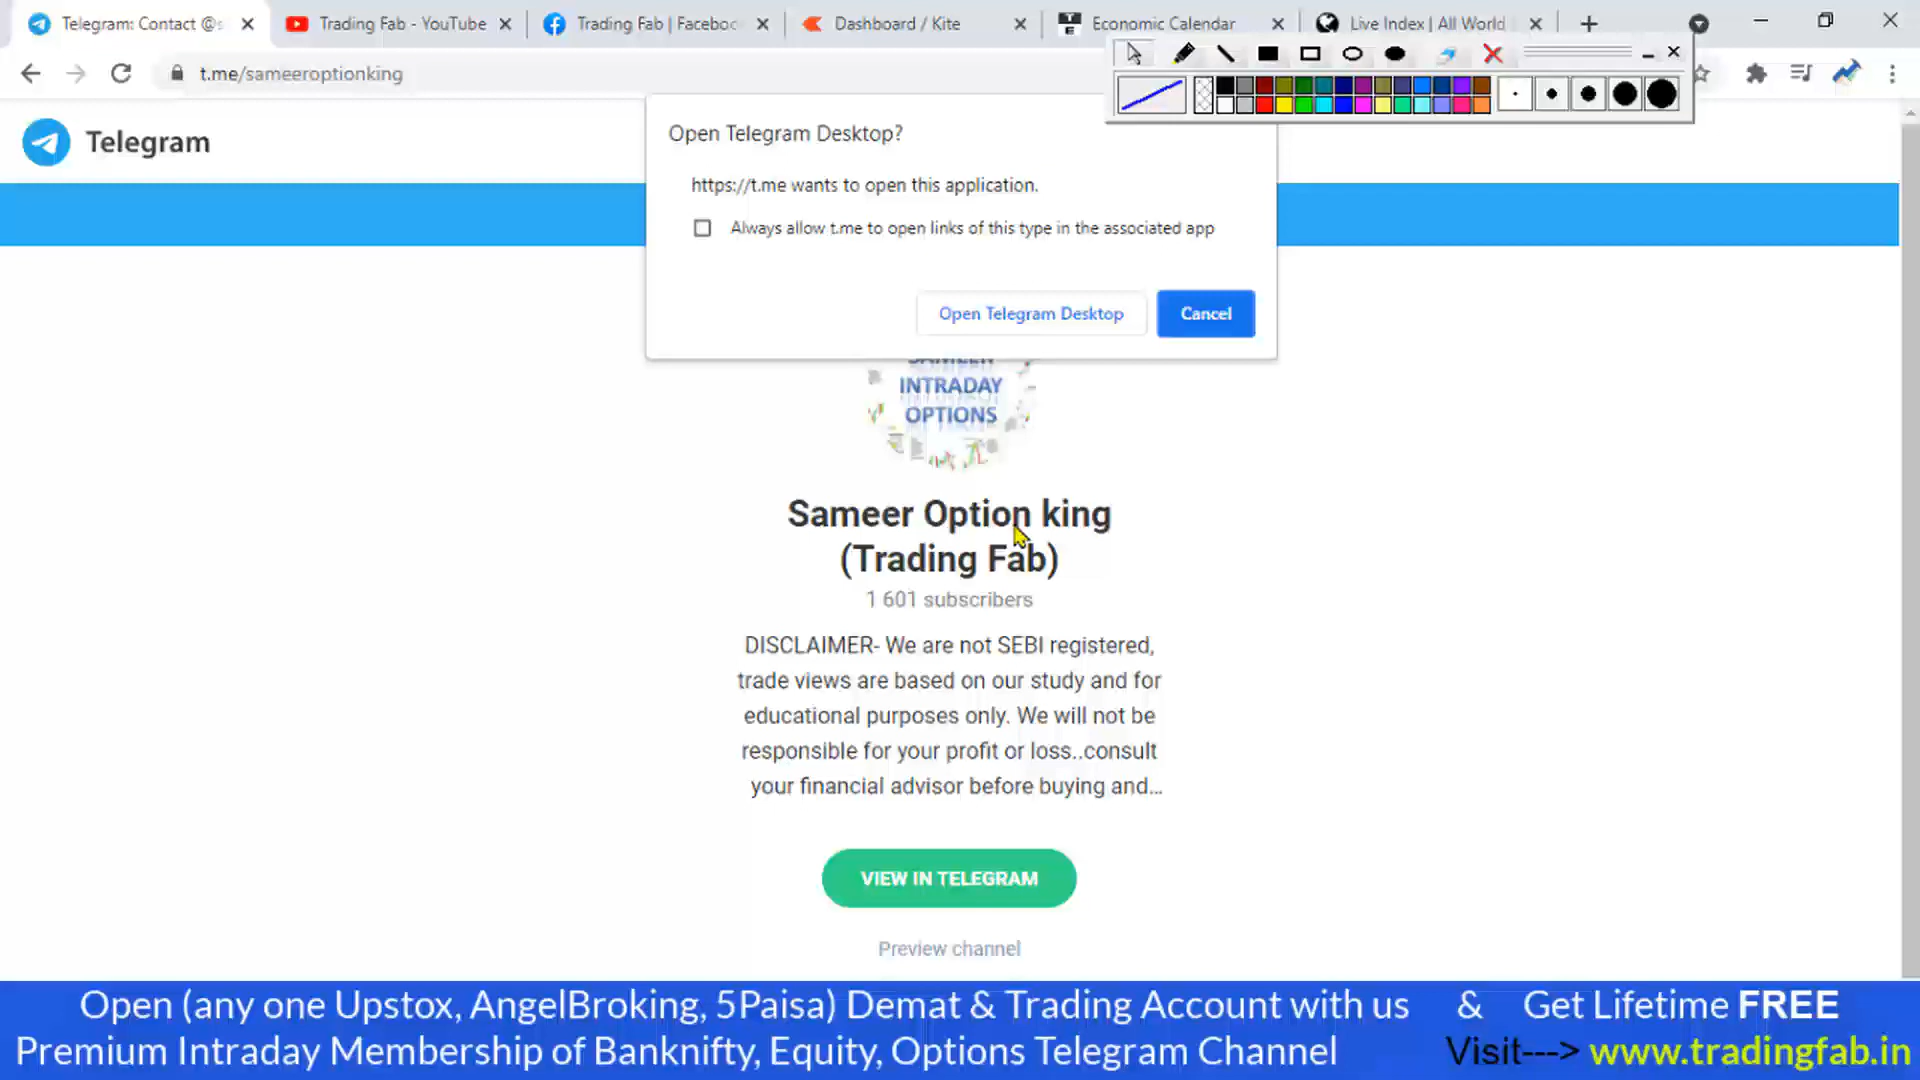 Telegram: Contact @s
Trading Fab - YouTube
Trading Fab | Faceboo
Dashboard / Kite
Economic Calendar
Live Index | All World
t.me/sameeroptionking
Telegram
Open Telegram Desktop?
https://t.me wants to open this application.
Always allow t.me to open links of this type in the associated app
Open Telegram Desktop
Cancel
SAMEER
INTRADAY
OPTIONS
Sameer Option king
(Trading Fab)
1 601 subscribers
DISCLAIMER- We are not SEBI registered,
trade views are based on our study and for
educational purposes only. We will not be
responsible for your profit or loss..consult
your financial advisor before buying and...
VIEW IN TELEGRAM
Preview channel
Open (any one Upstox, AngelBroking, 5Paisa) Demat & Trading Account with us & Get Lifetime FREE
Premium Intraday Membership of Banknifty, Equity, Options Telegram Channel Visit---> www.tradingfab.in